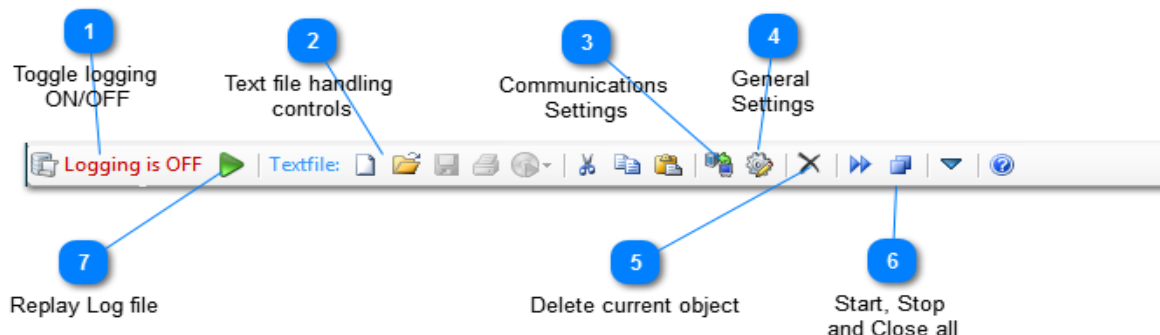 1
Toggle logging
ON/OFF
2
Text file handling
controls
3
Communications
Settings
4
General
Settings
Logging is OFF
Textfile:
7
Replay Log file
5
Delete current object
6
Start, Stop
and Close all